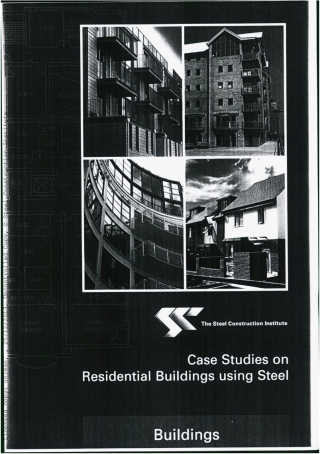 The Steel Construction Institute
Case Studies on
Residential Buildings using Steel
Buildings